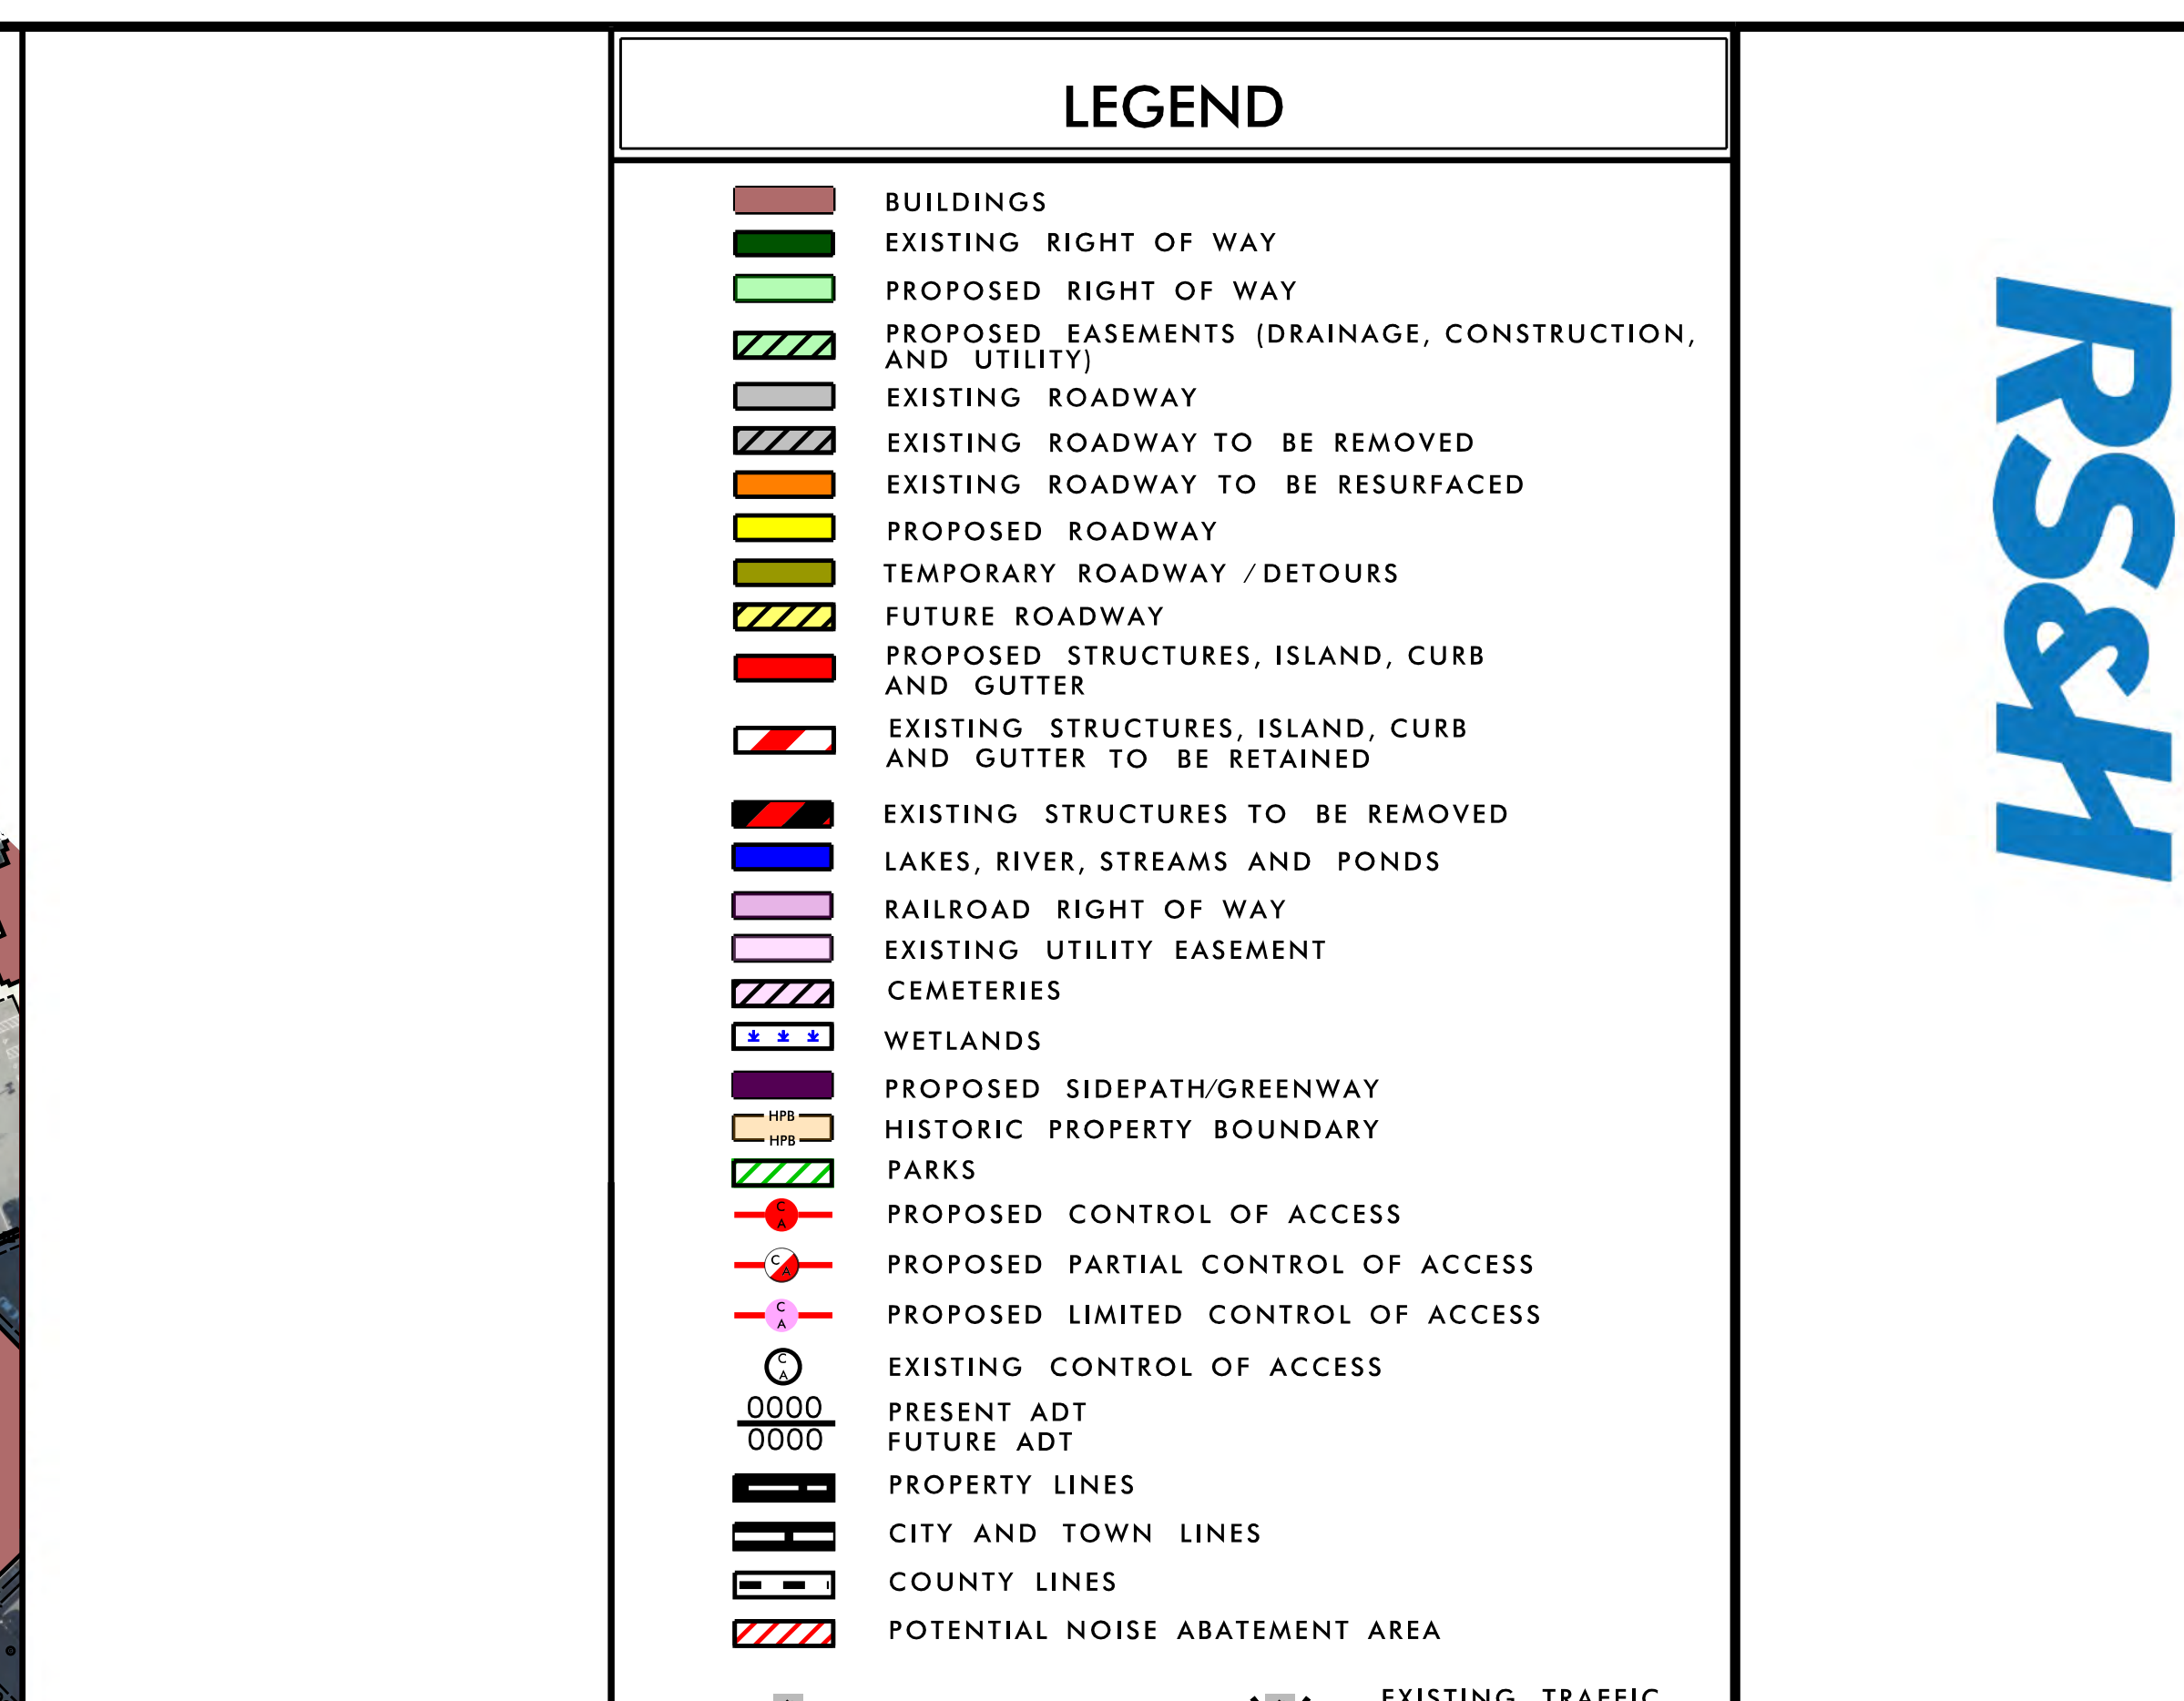 LEGEND
BUILDINGS
EXISTING RIGHT OF WAY
PROPOSED RIGHT OF WAY
PROPOSED EASEMENTS (DRAINAGE, CONSTRUCTION,
AND UTILITY)
EXISTING ROADWAY
EXISTING ROADWAY TO BE REMOVED
EXISTING ROADWAY TO BE RESURFACED
PROPOSED ROADWAY
TEMPORARY ROADWAY / DETOURS
FUTURE ROADWAY
PROPOSED STRUCTURES, ISLAND, CURB
AND GUTTER
EXISTING STRUCTURES, ISLAND, CURB
AND GUTTER TO BE RETAINED
EXISTING STRUCTURES TO BE REMOVED
LAKES, RIVER, STREAMS AND PONDS
RAILROAD RIGHT OF WAY
EXISTING UTILITY EASEMENT
CEMETERIES
WETLANDS
PROPOSED SIDEPATH/GREENWAY
HPB
HPB
HISTORIC PROPERTY BOUNDARY
PARKS
C
A
PROPOSED CONTROL OF ACCESS
C
A
PROPOSED PARTIAL CONTROL OF ACCESS
C
A
PROPOSED LIMITED CONTROL OF ACCESS
C
A
EXISTING CONTROL OF ACCESS
0000
0000
PRESENT ADT
FUTURE ADT
PROPERTY LINES
CITY AND TOWN LINES
COUNTY LINES
POTENTIAL NOISE ABATEMENT AREA
EXISTING TRAFFIC
RS&H